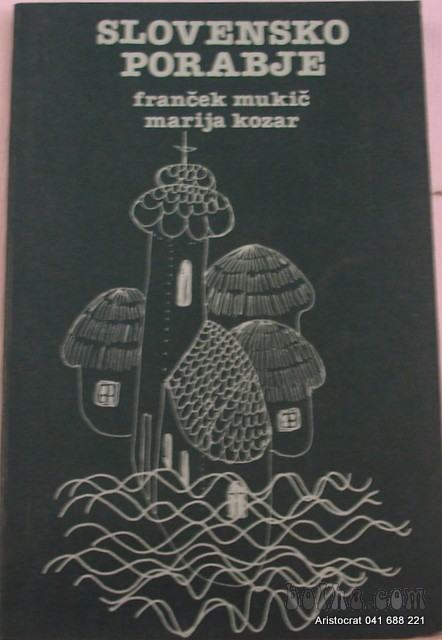 SLOVENSKO
PORABJE
franček mukič
marija kozar
Bolha.com
Aristocrat 041 688 221